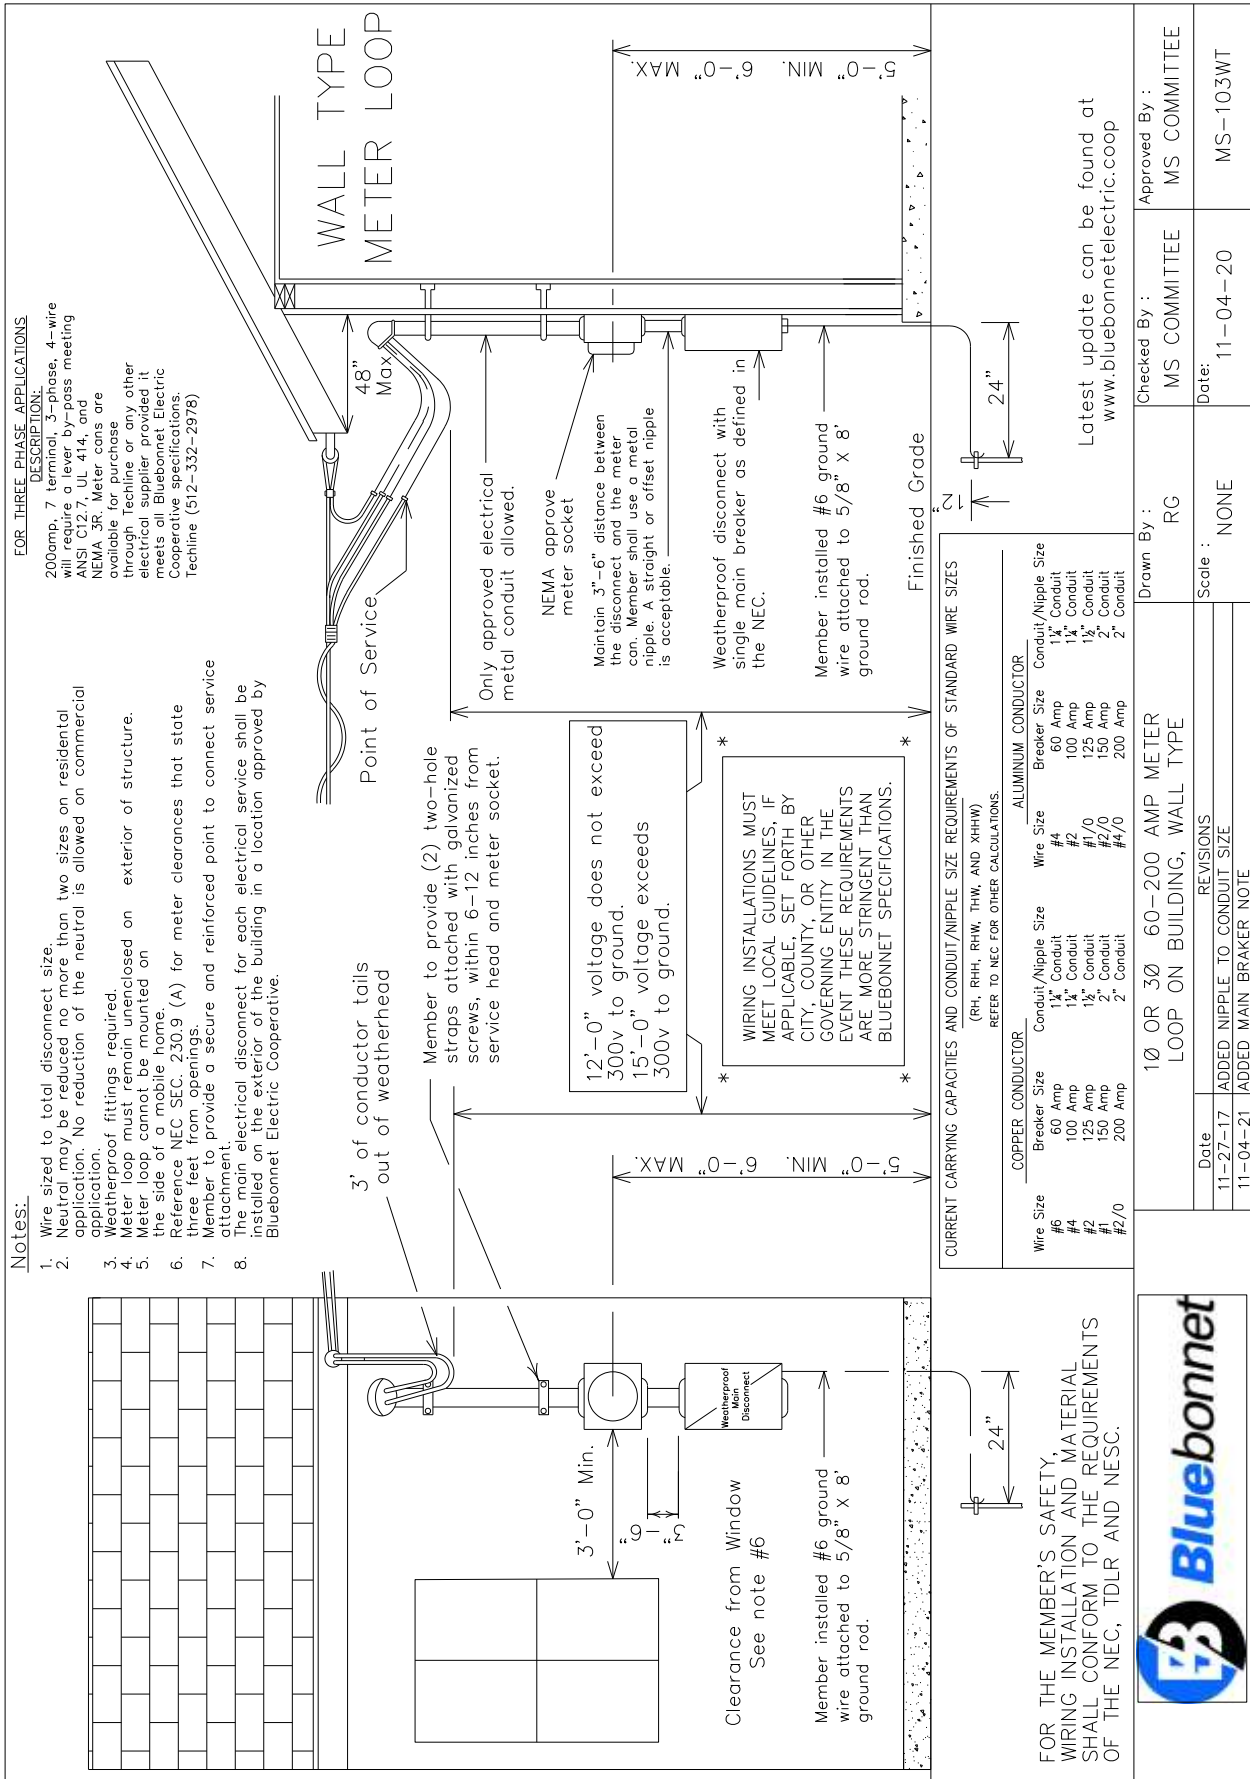 Notes:
1. Wire sized to total disconnect size.
2. Neutral may be reduced no more than two sizes on residential
application. No reduction of the neutral is allowed on commercial
application.
3. Weatherproof fittings required.
4. Meter loop must remain unenclosed on exterior of structure.
5. Meter loop cannot be mounted on
the side of a mobile home.
6. Reference NEC SEC. 230.9 (A) for meter clearances that state
three feet from openings.
7. Member to provide a secure and reinforced point to connect service
attachment.
8. The main electrical disconnect for each electrical service shall be
installed on the exterior of the building in a location approved by
Bluebonnet Electric Cooperative.
FOR THREE PHASE APPLICATIONS
DESCRIPTION:
200amp, 7 terminal, 3-phase, 4-wire
will require a lever by-pass meeting
ANSI C12.7, UL 414, and
NEMA 3R. Meter cans are
available for purchase
through Techline or any other
electrical supplier provided it
meets all Bluebonnet Electric
Cooperative specifications.
Techline (512-332-2978)
WALL TYPE
METER LOOP
3' of conductor tails
out of weatherhead
Member to provide (2) two-hole
straps attached with galvanized
screws, within 6-12 inches from
service head and meter socket.
Point of Service
48"
Max
Only approved electrical
metal conduit allowed.
NEMA approve
meter socket
Maintain 3"-6" distance between
the disconnect and the meter
can. Member shall use a metal
nipple. A straight or offset nipple
is acceptable.
Weatherproof disconnect with
single main breaker as defined in
the NEC.
Member installed #6 ground
wire attached to 5/8" X 8'
ground rod.
Finished Grade
5'-0" MIN. 6'-0" MAX.
24"
12"
12'-0" voltage does not exceed
300v to ground.
15'-0" voltage exceeds
300v to ground.
* *
WIRING INSTALLATIONS MUST
MEET LOCAL GUIDELINES, IF
APPLICABLE, SET FORTH BY
CITY, COUNTY, OR OTHER
GOVERNING ENTITY IN THE
EVENT THESE REQUIREMENTS
ARE MORE STRINGENT THAN
BLUEBONNET SPECIFICATIONS.
* *
5'-0" MIN. 6'-0" MAX.
3'-0" Min.
3"-6"
Weatherproof
Main
Disconnect
Clearance from Window
See note #6
Member installed #6 ground
wire attached to 5/8" X 8'
ground rod.
24"
FOR THE MEMBER'S SAFETY,
WIRING INSTALLATION AND MATERIAL
SHALL CONFORM TO THE REQUIREMENTS
OF THE NEC, TDLR AND NESC.
CURRENT CARRYING CAPACITIES AND CONDUIT/NIPPLE SIZE REQUIREMENTS OF STANDARD WIRE SIZES
(RH, RHH, RHW, THW, AND XHHW)
REFER TO NEC FOR OTHER CALCULATIONS.
COPPER CONDUCTOR ALUMINUM CONDUCTOR
Wire Size Breaker Size Conduit/Nipple Size Wire Size Breaker Size Conduit/Nipple Size
#6 60 Amp 1¼" Conduit #4 60 Amp 1¼" Conduit
#4 100 Amp 1¼" Conduit #2 100 Amp 1¼" Conduit
#2 125 Amp 1½" Conduit #1/0 125 Amp 1½" Conduit
#1 150 Amp 2" Conduit #2/0 150 Amp 2" Conduit
#2/0 200 Amp 2" Conduit #4/0 200 Amp 2" Conduit
Latest update can be found at
www.bluebonnetelectric.coop
Bluebonnet
1Ø OR 3Ø 60-200 AMP METER
LOOP ON BUILDING, WALL TYPE
Date REVISIONS
11-27-17 ADDED NIPPLE TO CONDUIT SIZE
11-04-21 ADDED MAIN BRAKER NOTE
Drawn By :
RG
Checked By :
MS COMMITTEE
Approved By :
MS COMMITTEE
Scale :
NONE
Date:
11-04-20
MS-103WT